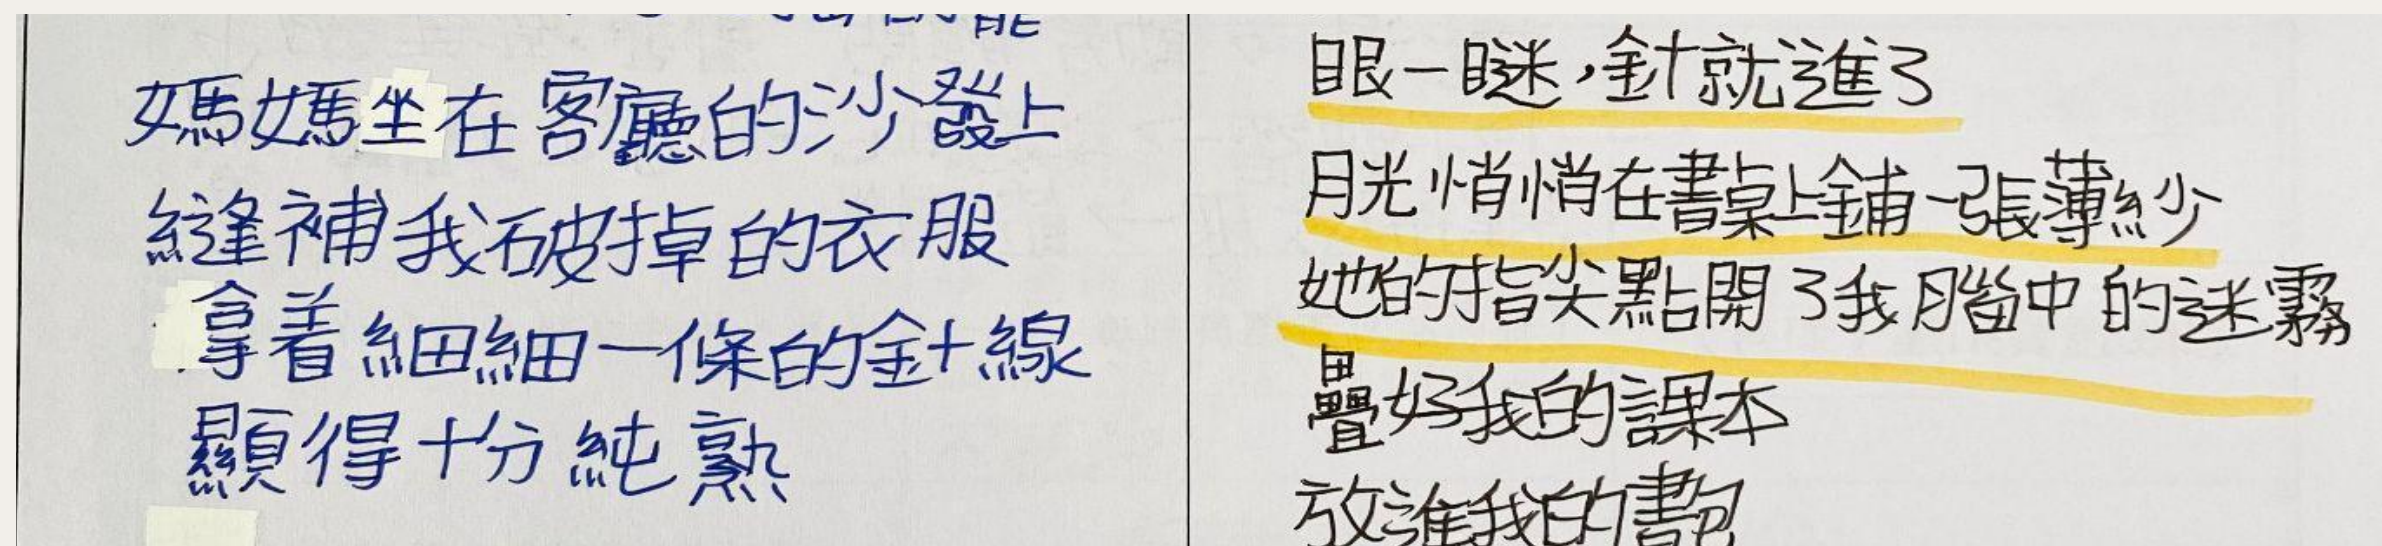 媽媽坐在客廳的沙發上
縫補我破掉的衣服
拿着細細一條的針線
顯得十分純熟
眼一瞇，針就進了
月光悄悄在書桌上鋪一張薄紗
她的指尖點開了我腦中的迷霧
疊好我的課本
放進我的書包